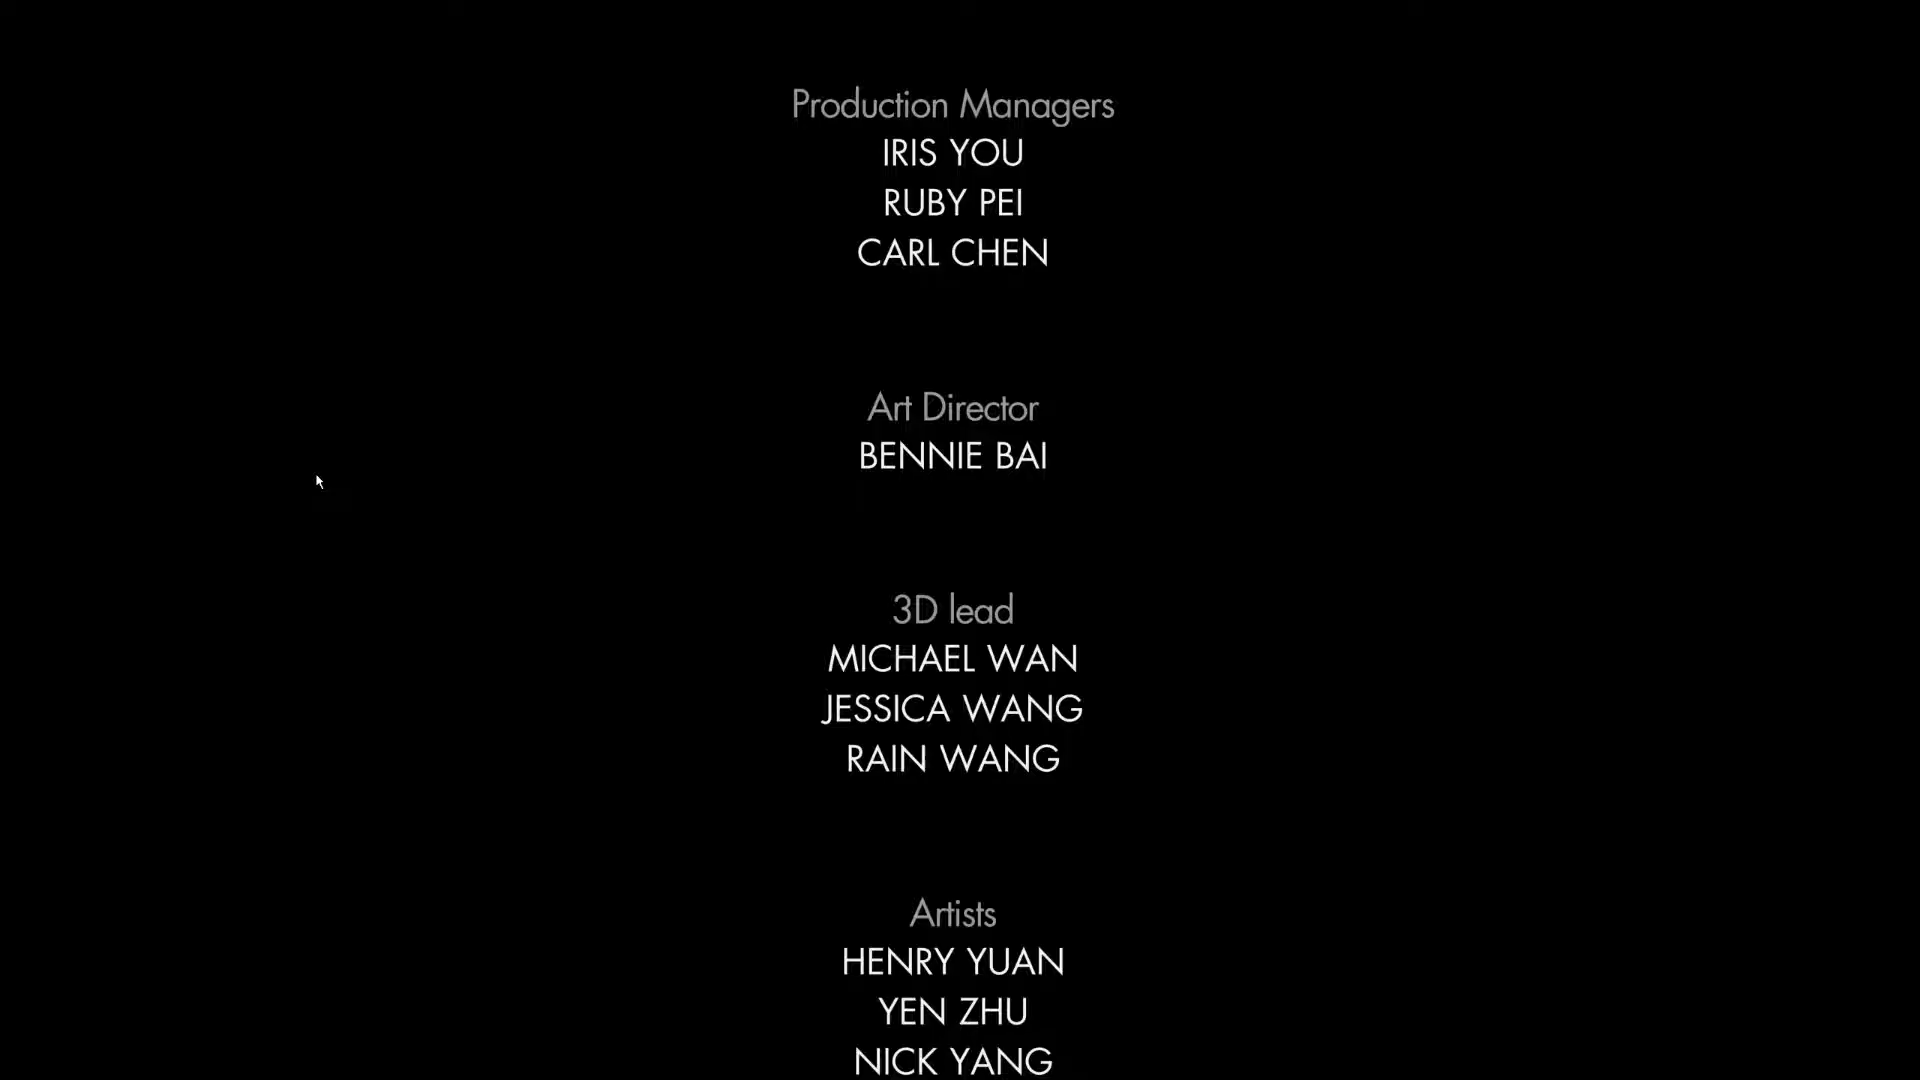 Production Managers
IRIS YOU
RUBY PEI
CARL CHEN
Art Director
BENNIE BAI
3D lead
MICHAEL WAN
JESSICA WANG
RAIN WANG
Artists
HENRY YUAN
YEN ZHU
NICK YANG